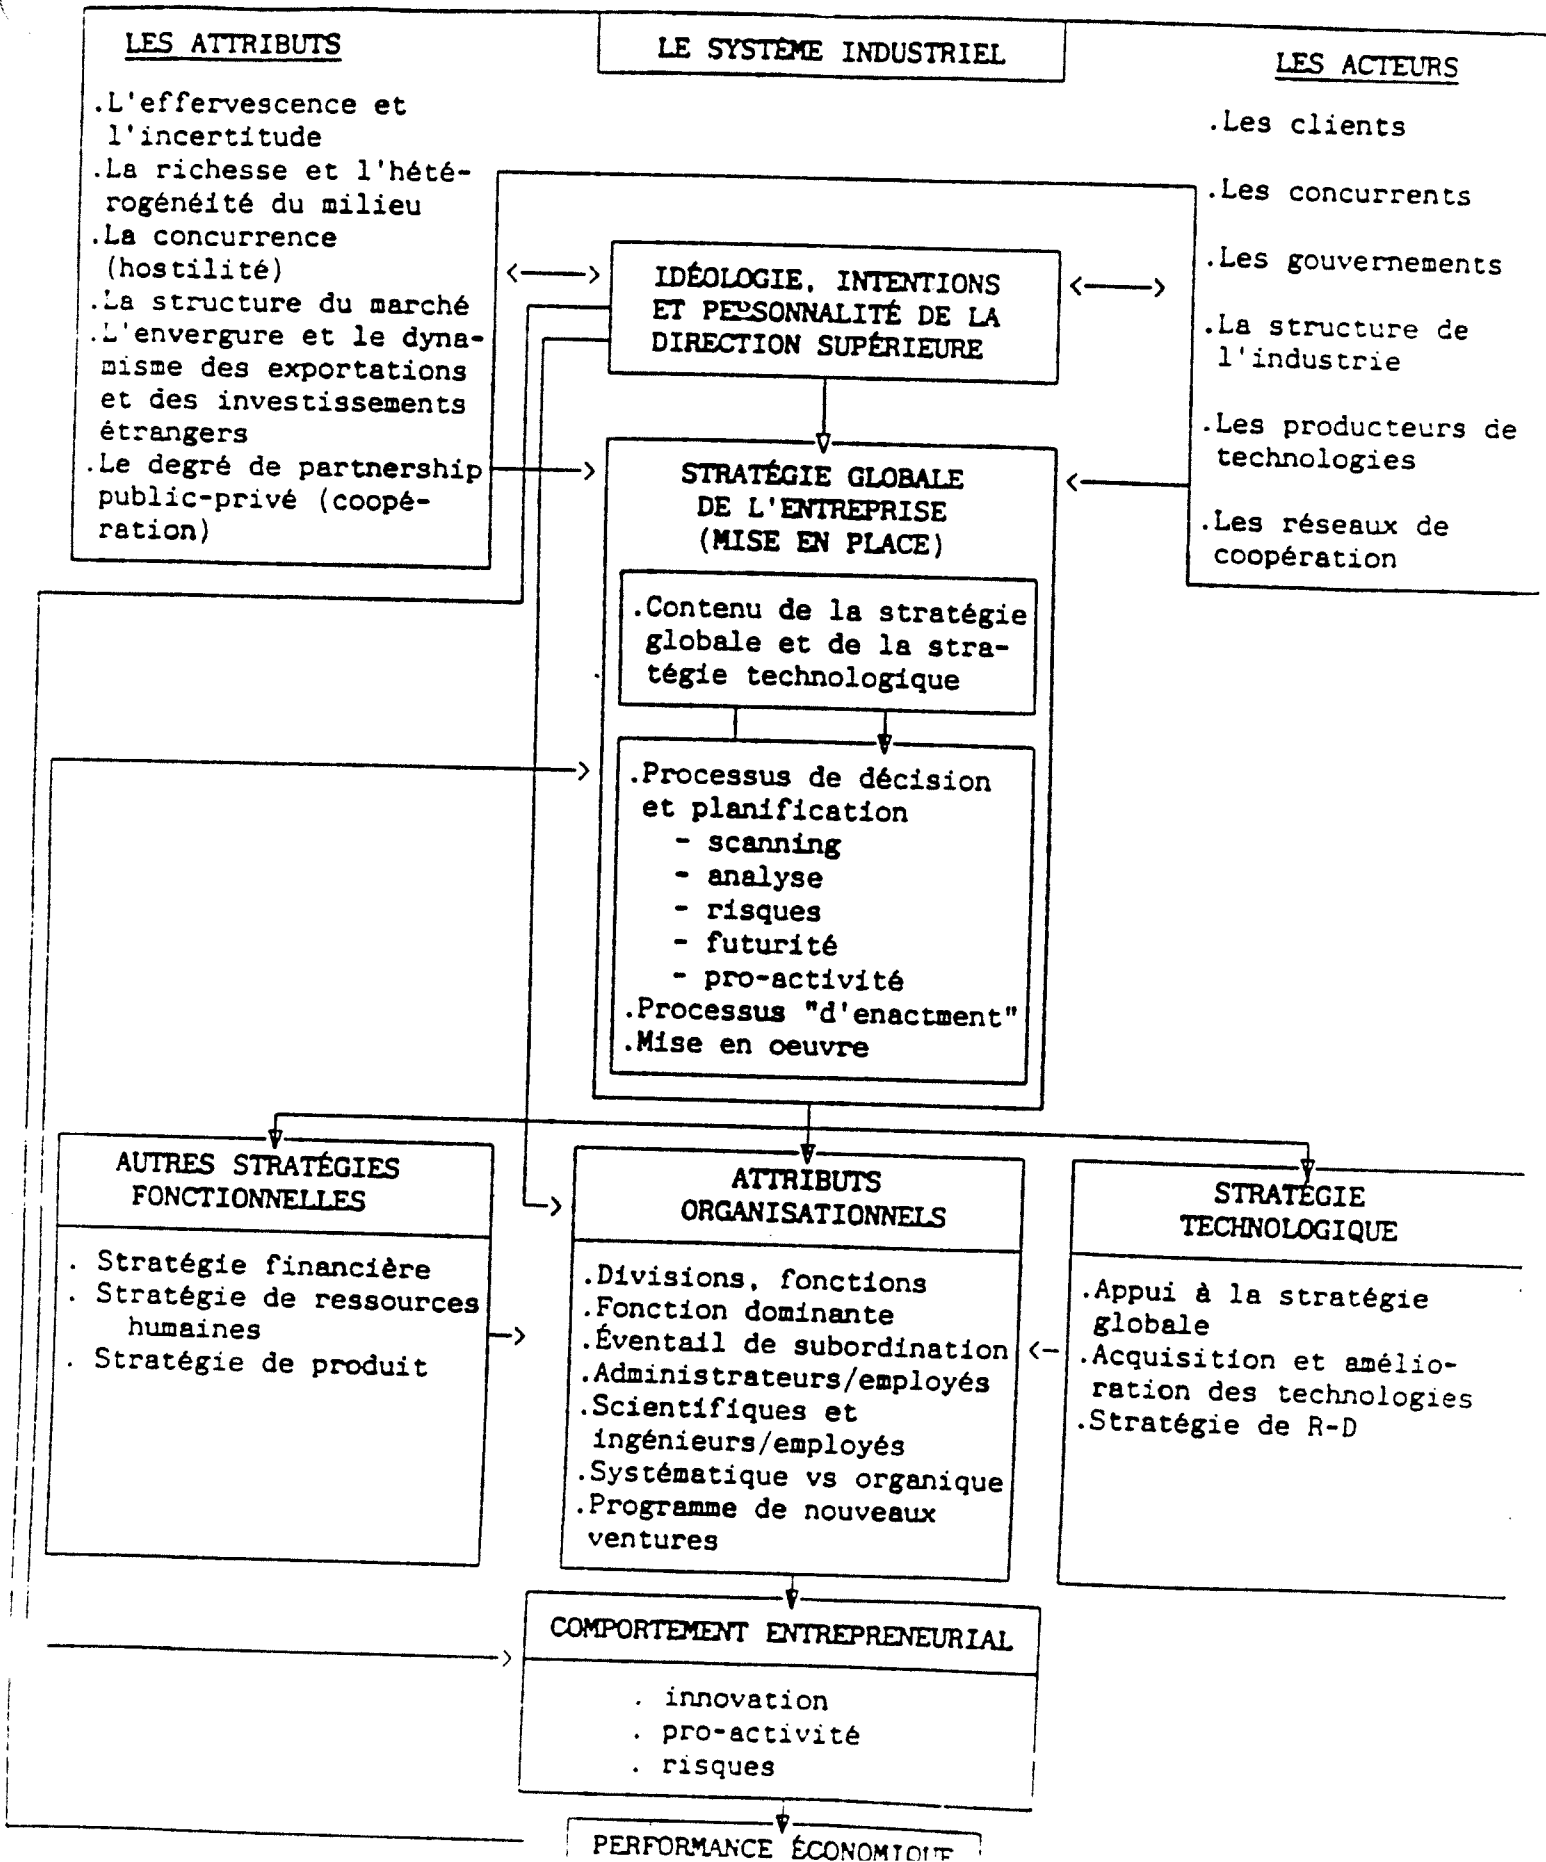 LES ATTRIBUTS
.L'effervescence et
l'incertitude
.La richesse et l'hété-
rogénéité du milieu
.La concurrence
(hostilité)
.La structure du marché
.L'envergure et le dyna-
misme des exportations
et des investissements
étrangers
.Le degré de partnership
public-privé (coopé-
ration)
LE SYSTÈME INDUSTRIEL
LES ACTEURS
.Les clients
.Les concurrents
.Les gouvernements
.La structure de
l'industrie
.Les producteurs de
technologies
.Les réseaux de
coopération
IDÉOLOGIE, INTENTIONS
ET PERSONNALITÉ DE LA
DIRECTION SUPÉRIEURE
STRATÉGIE GLOBALE
DE L'ENTREPRISE
(MISE EN PLACE)
.Contenu de la stratégie
globale et de la stra-
tégie technologique
.Processus de décision
et planification
- scanning
- analyse
- risques
- futurité
- pro-activité
.Processus "d'enactment"
.Mise en oeuvre
AUTRES STRATÉGIES
FONCTIONNELLES
. Stratégie financière
. Stratégie de ressources
humaines
. Stratégie de produit
ATTRIBUTS
ORGANISATIONNELS
.Divisions, fonctions
.Fonction dominante
.Éventail de subordination
.Administrateurs/employés
.Scientifiques et
ingénieurs/employés
.Systématique vs organique
.Programme de nouveaux
ventures
STRATÉGIE
TECHNOLOGIQUE
.Appui à la stratégie
globale
.Acquisition et amélio-
ration des technologies
.Stratégie de R-D
COMPORTEMENT ENTREPRENEURIAL
. innovation
. pro-activité
. risques
PERFORMANCE ÉCONOMIQUE